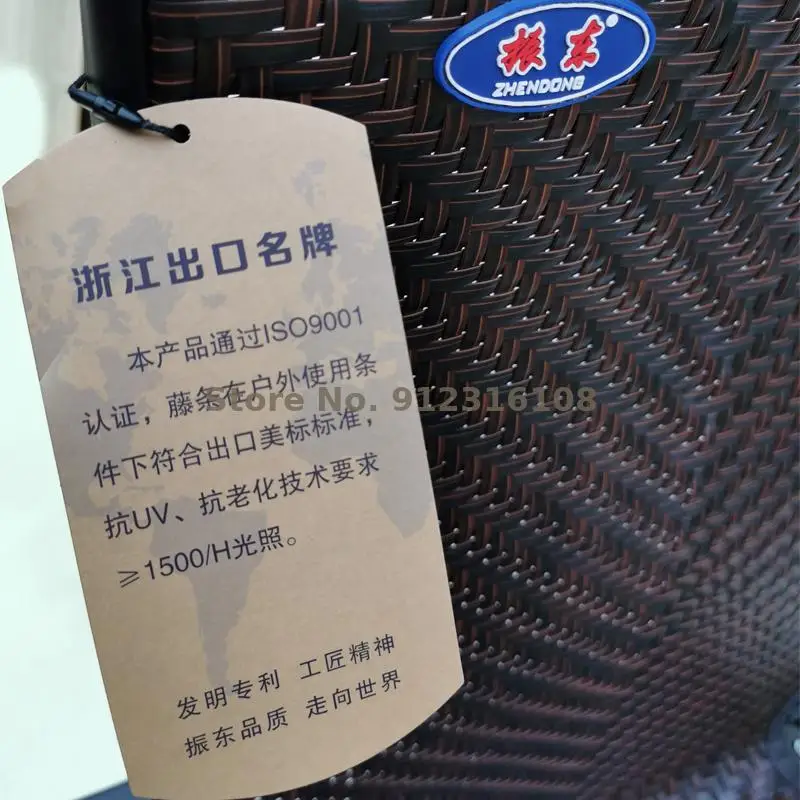 振东
ZHENDONG
浙江出口名牌
本产品通过ISO9001
认证，藤条在户外使用条
件下符合出口美标标准，
抗UV、抗老化技术要求
≥1500/H光照。
发明专利 工匠精神
振东品质 走向世界
Store No. 912316108